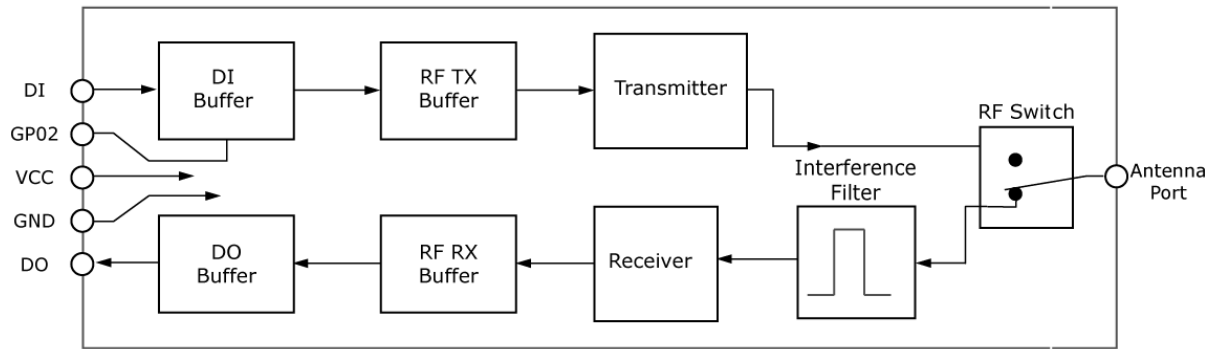 DI
GP02
VCC
GND
DO
DI
Buffer
RF TX
Buffer
Transmitter
RF Switch
Interference
Filter
Antenna
Port
DO
Buffer
RF RX
Buffer
Receiver